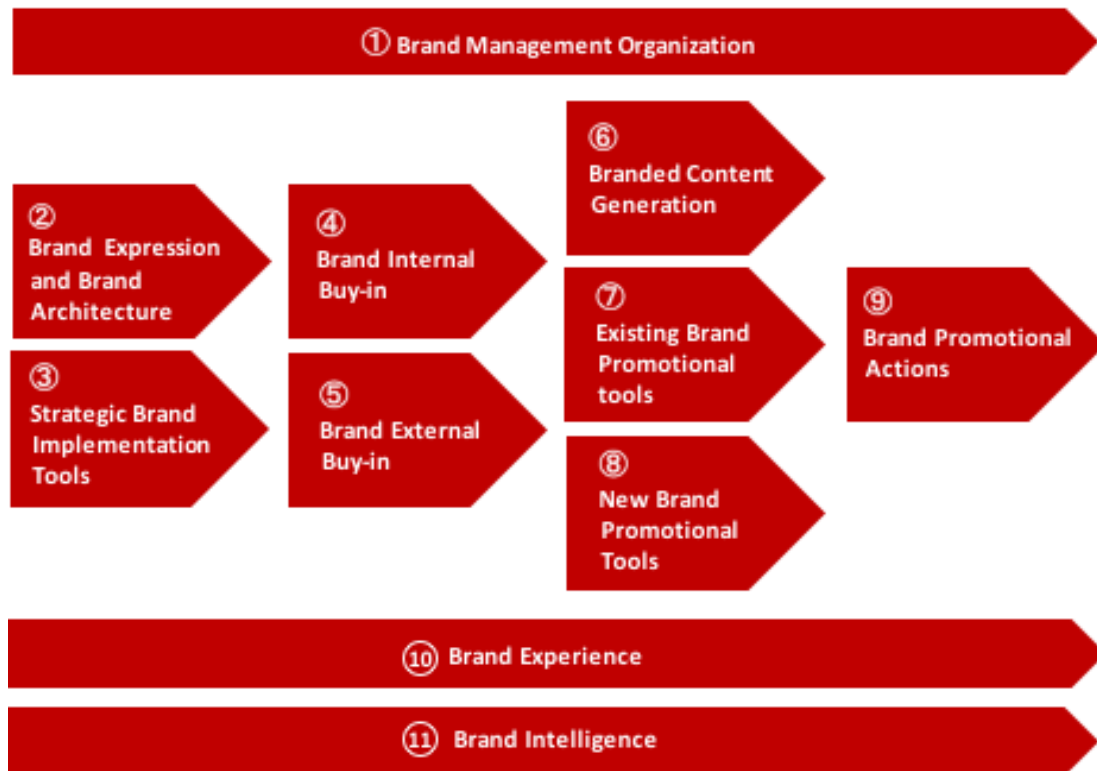 ① Brand Management Organization
②
Brand Expression
and Brand
Architecture
③
Strategic Brand
Implementation
Tools
④
Brand Internal
Buy-in
⑤
Brand External
Buy-in
⑥
Branded Content
Generation
⑦
Existing Brand
Promotional
tools
⑧
New Brand
Promotional
Tools
⑨
Brand Promotional
Actions
⑩ Brand Experience
⑪ Brand Intelligence